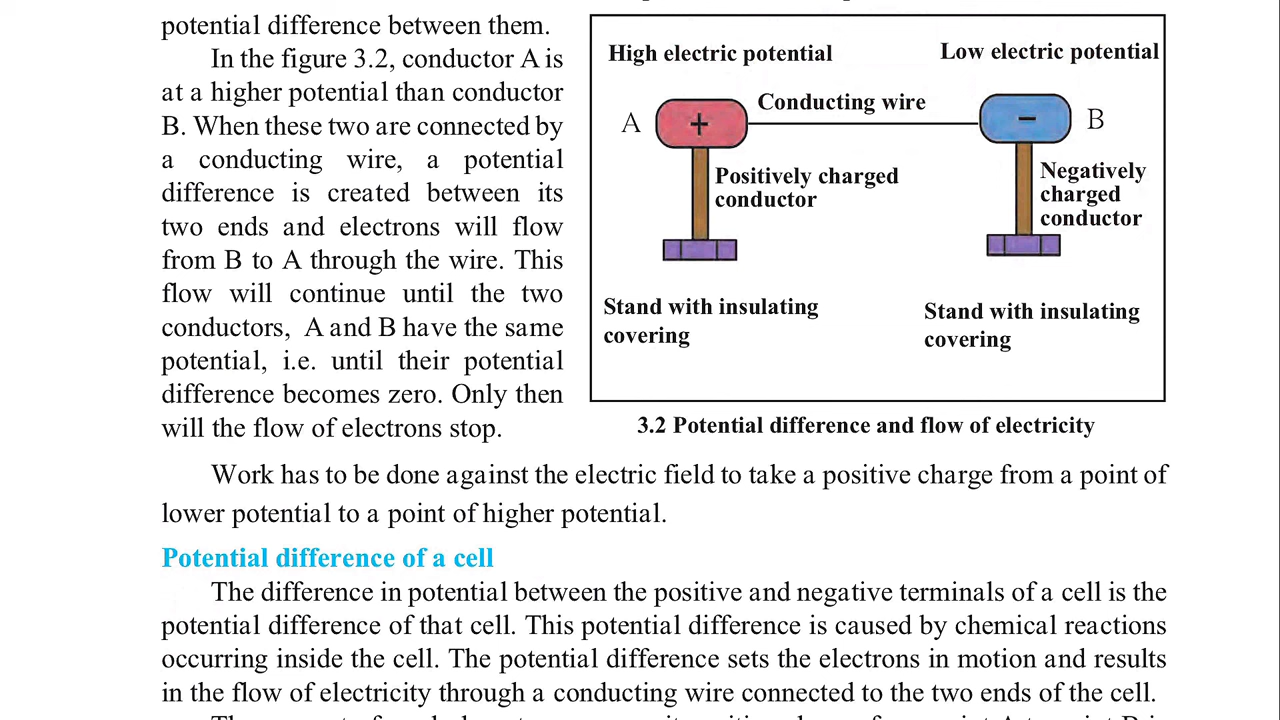 potential difference between them.
In the figure 3.2, conductor A is
at a higher potential than conductor
B. When these two are connected by
a conducting wire, a potential
difference is created between its
two ends and electrons will flow
from B to A through the wire. This
flow will continue until the two
conductors, A and B have the same
potential, i.e. until their potential
difference becomes zero. Only then
will the flow of electrons stop.
High electric potential
Low electric potential
Conducting wire
A
+
−
B
Positively charged
conductor
Negatively
charged
conductor
Stand with insulating
covering
Stand with insulating
covering
3.2 Potential difference and flow of electricity
Work has to be done against the electric field to take a positive charge from a point of
lower potential to a point of higher potential.
Potential difference of a cell
The difference in potential between the positive and negative terminals of a cell is the
potential difference of that cell. This potential difference is caused by chemical reactions
occurring inside the cell. The potential difference sets the electrons in motion and results
in the flow of electricity through a conducting wire connected to the two ends of the cell.